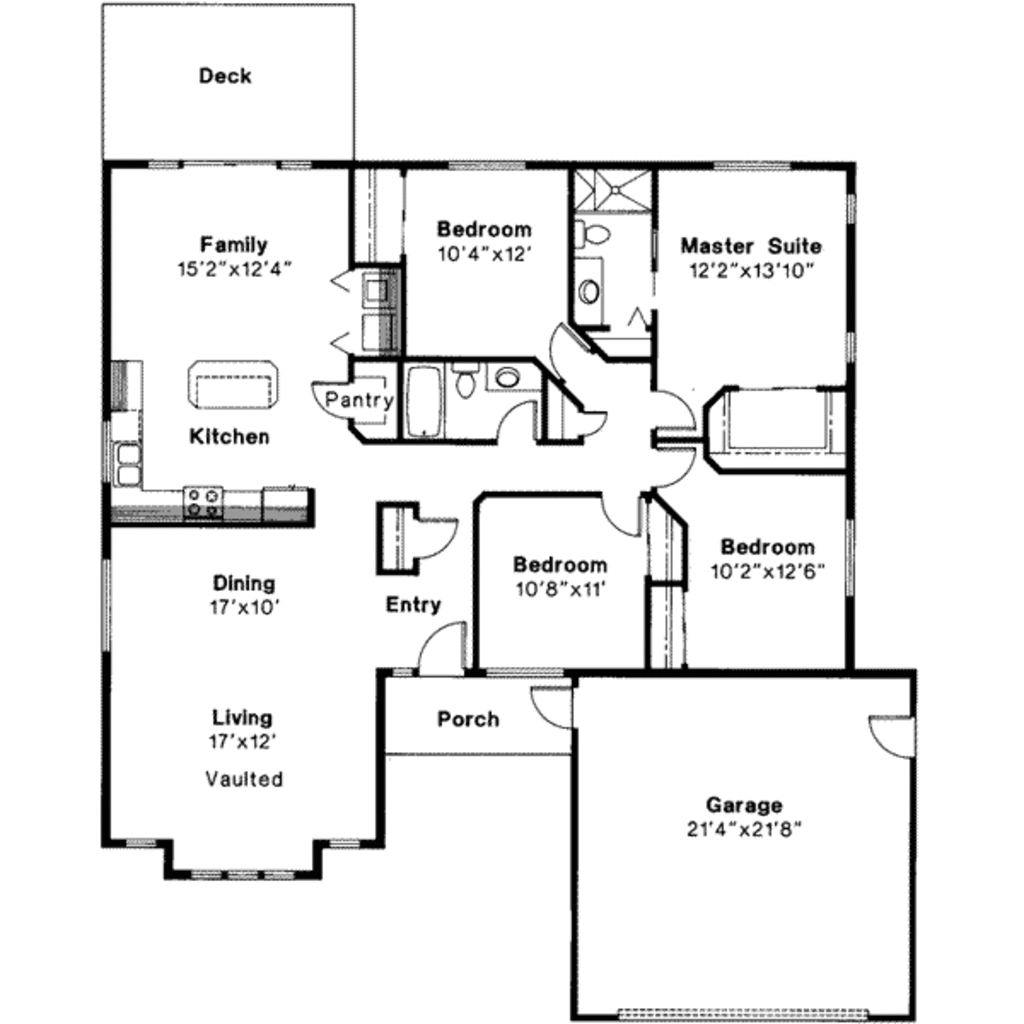 Deck
Family
15'2"x12'4"
Bedroom
10'4"x12'
Master Suite
12'2"x13'10"
Pantry
Kitchen
Dining
17'x10'
Entry
Bedroom
10'8"x11'
Bedroom
10'2"x12'6"
Living
17'x12'
Vaulted
Porch
Garage
21'4"x21'8"